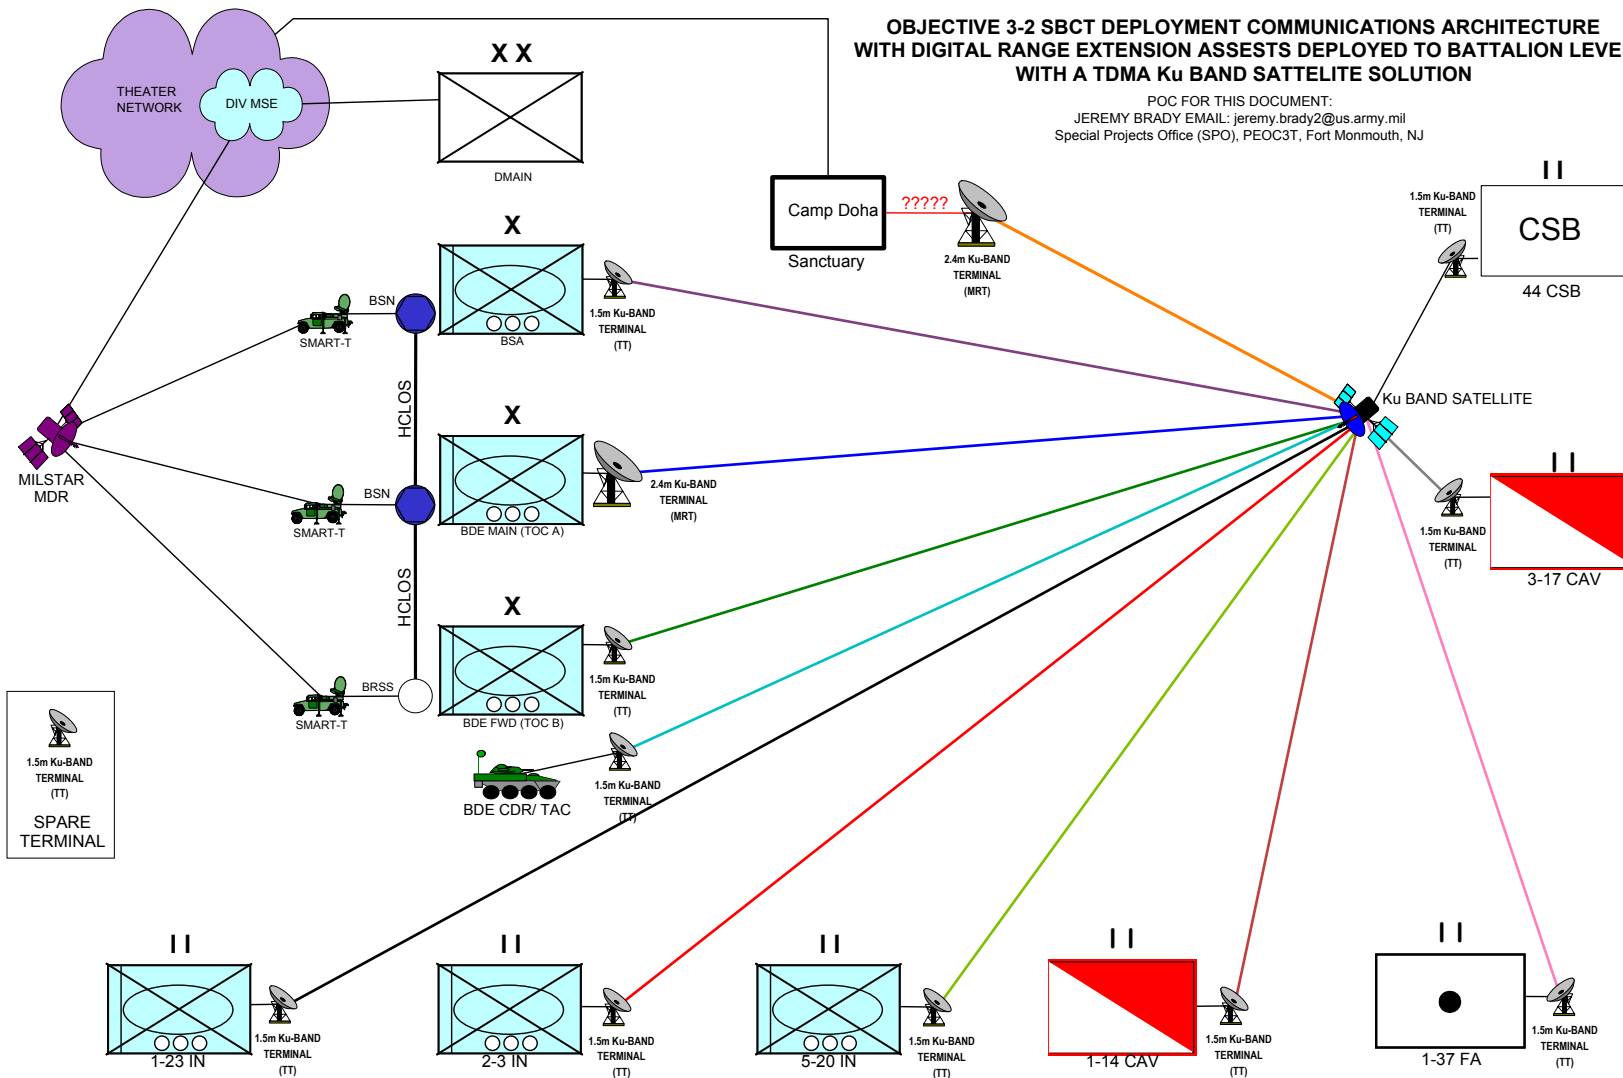 OBJECTIVE 3-2 SBCT DEPLOYMENT COMMUNICATIONS ARCHITECTURE
WITH DIGITAL RANGE EXTENSION ASSESTS DEPLOYED TO BATTALION LEVE
WITH A TDMA Ku BAND SATTELITE SOLUTION
POC FOR THIS DOCUMENT:
JEREMY BRADY EMAIL: jeremy.brady2@us.army.mil
Special Projects Office (SPO), PEOC3T, Fort Monmouth, NJ
THEATER
NETWORK
DIV MSE
X X
DMAIN
Camp Doha
?????
Sanctuary
2.4m Ku-BAND
TERMINAL
(MRT)
I I
1.5m Ku-BAND
TERMINAL
(TT)
CSB
44 CSB
X
BSN
SMART-T
BSA
1.5m Ku-BAND
TERMINAL
(TT)
HCLOS
MILSTAR
MDR
Ku BAND SATELLITE
X
BSN
SMART-T
BDE MAIN (TOC A)
2.4m Ku-BAND
TERMINAL
(MRT)
I I
1.5m Ku-BAND
TERMINAL
(TT)
3-17 CAV
HCLOS
X
BRSS
SMART-T
BDE FWD (TOC B)
1.5m Ku-BAND
TERMINAL
(TT)
BDE CDR/ TAC
1.5m Ku-BAND
TERMINAL
(TT)
1.5m Ku-BAND
TERMINAL
(TT)
SPARE
TERMINAL
I I
1-23 IN
1.5m Ku-BAND
TERMINAL
(TT)
I I
2-3 IN
1.5m Ku-BAND
TERMINAL
(TT)
I I
5-20 IN
1.5m Ku-BAND
TERMINAL
(TT)
I I
1-14 CAV
1.5m Ku-BAND
TERMINAL
(TT)
I I
1-37 FA
1.5m Ku-BAND
TERMINAL
(TT)